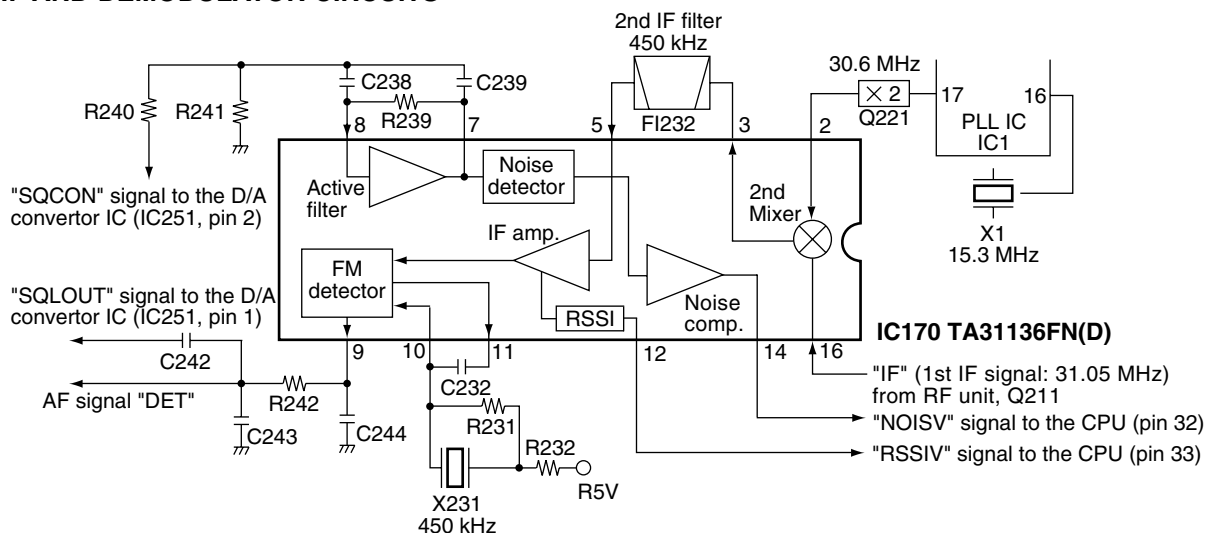 2nd IF filter
450 kHz
C238
C239
R240
R241
R239
FI232
30.6 MHz
× 2
Q221
17
16
PLL IC
IC1
X1
15.3 MHz
8
7
5
3
2
"SQCON" signal to the D/A
convertor IC (IC251, pin 2)
Active
filter
Noise
detector
2nd
Mixer
IF amp.
FM
detector
RSSI
Noise
comp.
"SQLOUT" signal to the D/A
convertor IC (IC251, pin 1)
IC170 TA31136FN(D)
9
10
11
12
14
16
C242
AF signal "DET"
R242
C243
C244
C232
R231
R232
R5V
X231
450 kHz
"IF" (1st IF signal: 31.05 MHz)
from RF unit, Q211
"NOISV" signal to the CPU (pin 32)
"RSSIV" signal to the CPU (pin 33)